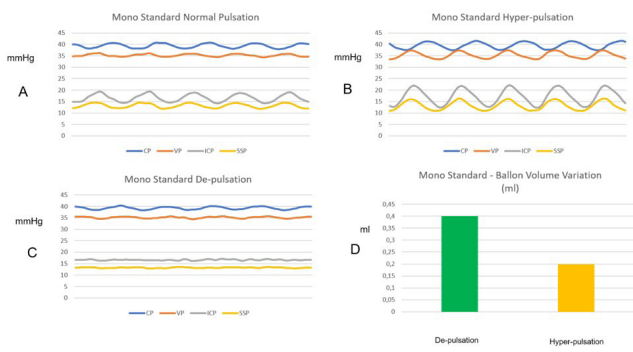 Mono Standard Normal Pulsation
mmHg
A
50
45
40
35
30
25
20
15
10
5
0
CP VP ICP SSP
Mono Standard Hyper-pulsation
mmHg
B
50
45
40
35
30
25
20
15
10
5
0
CP VP ICP SSP
Mono Standard De-pulsation
mmHg
C
50
45
40
35
30
25
20
15
10
5
0
CP VP ICP SSP
Mono Standard - Ballon Volume Variation
(ml)
ml
D
0,45
0,4
0,35
0,3
0,25
0,2
0,15
0,1
0,05
0
De-pulsation
Hyper-pulsation